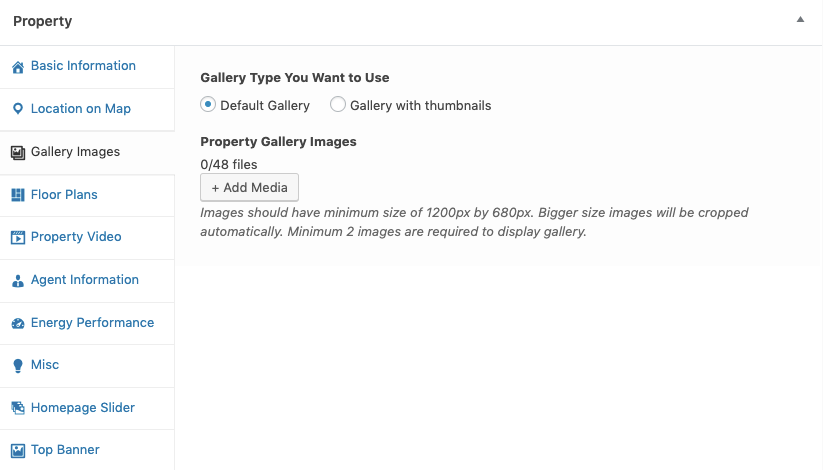 Property
Basic Information
Location on Map
Gallery Images
Floor Plans
Property Video
Agent Information
Energy Performance
Misc
Homepage Slider
Top Banner
Gallery Type You Want to Use
Default Gallery Gallery with thumbnails
Property Gallery Images
0/48 files
+ Add Media
Images should have minimum size of 1200px by 680px. Bigger size images will be cropped
automatically. Minimum 2 images are required to display gallery.